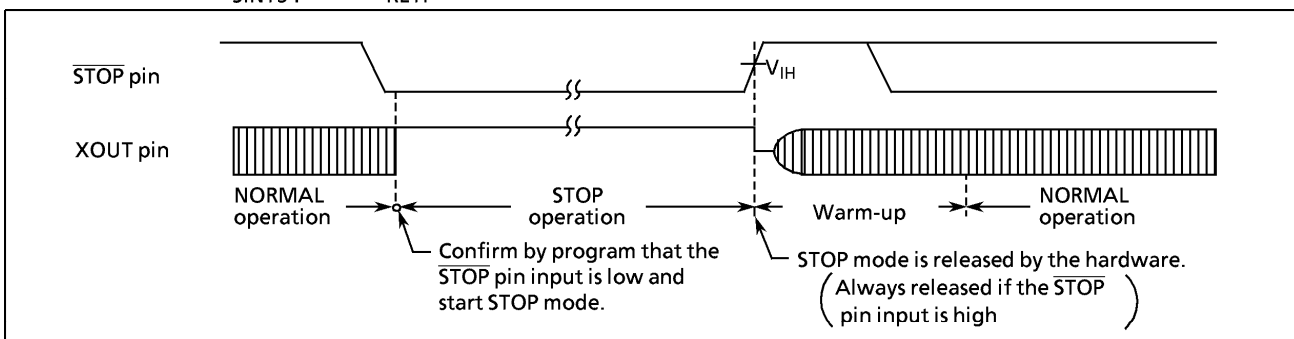 STOP pin
VIH
XOUT pin
NORMAL
operation
STOP
operation
Warm-up
NORMAL
operation
Confirm by program that the
STOP pin input is low and
start STOP mode.
STOP mode is released by the hardware.
(Always released if the STOP
pin input is high)